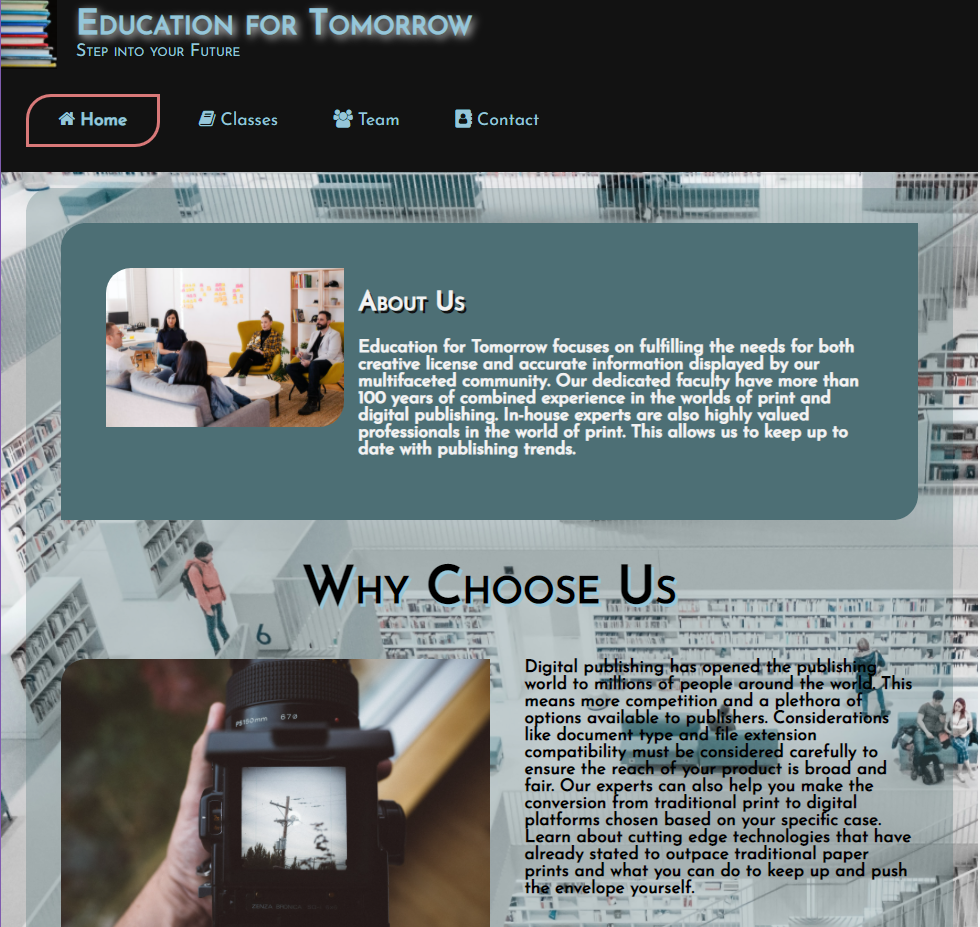 Education for Tomorrow
Step into your Future
Home
Classes
Team
Contact
About Us
Education for Tomorrow focuses on fulfilling the needs for both
creative license and accurate information displayed by our
multifaceted community. Our dedicated faculty have more than
100 years of combined experience in the worlds of print and
digital publishing. In-house experts are also highly valued
professionals in the world of print. This allows us to keep up to
date with publishing trends.
6
Why Choose Us
Digital publishing has opened the publishing
world to millions of people around the world. This
means more competition and a plethora of
options available to publishers. Considerations
like document type and file extension
compatibility must be considered carefully to
ensure the reach of your product is broad and
fair. Our experts can also help you make the
conversion from traditional print to digital
platforms chosen based on your specific case.
Learn about cutting edge technologies that have
already stated to outpace traditional paper
prints and what you can do to keep up and push
the envelope yourself.